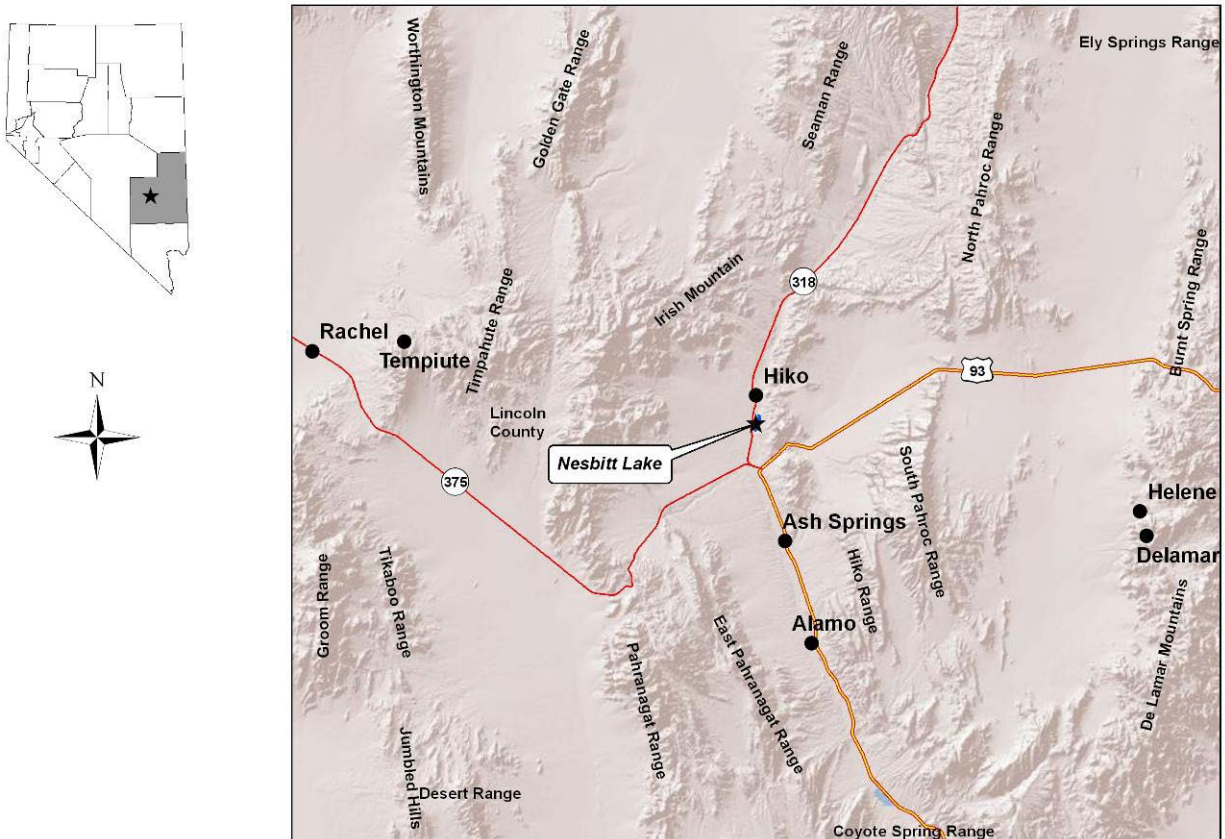 Worthington Mountains
Golden Gate Range
Seaman Range
Ely Springs Range
North Pahroc Range
Burnt Spring Range
Irish Mountain
318
Rachel
Tempiute
Timpahute Range
93
Hiko
N
Lincoln
County
Nesbitt Lake
375
South Pahroc Range
Helene
Ash Springs
Delamar
Groom Range
Tikaboo Range
Hiko Range
Alamo
East Pahranagat Range
Pahranagat Range
De Lamar Mountains
Jumbled Hills
Desert Range
Coyote Spring Range